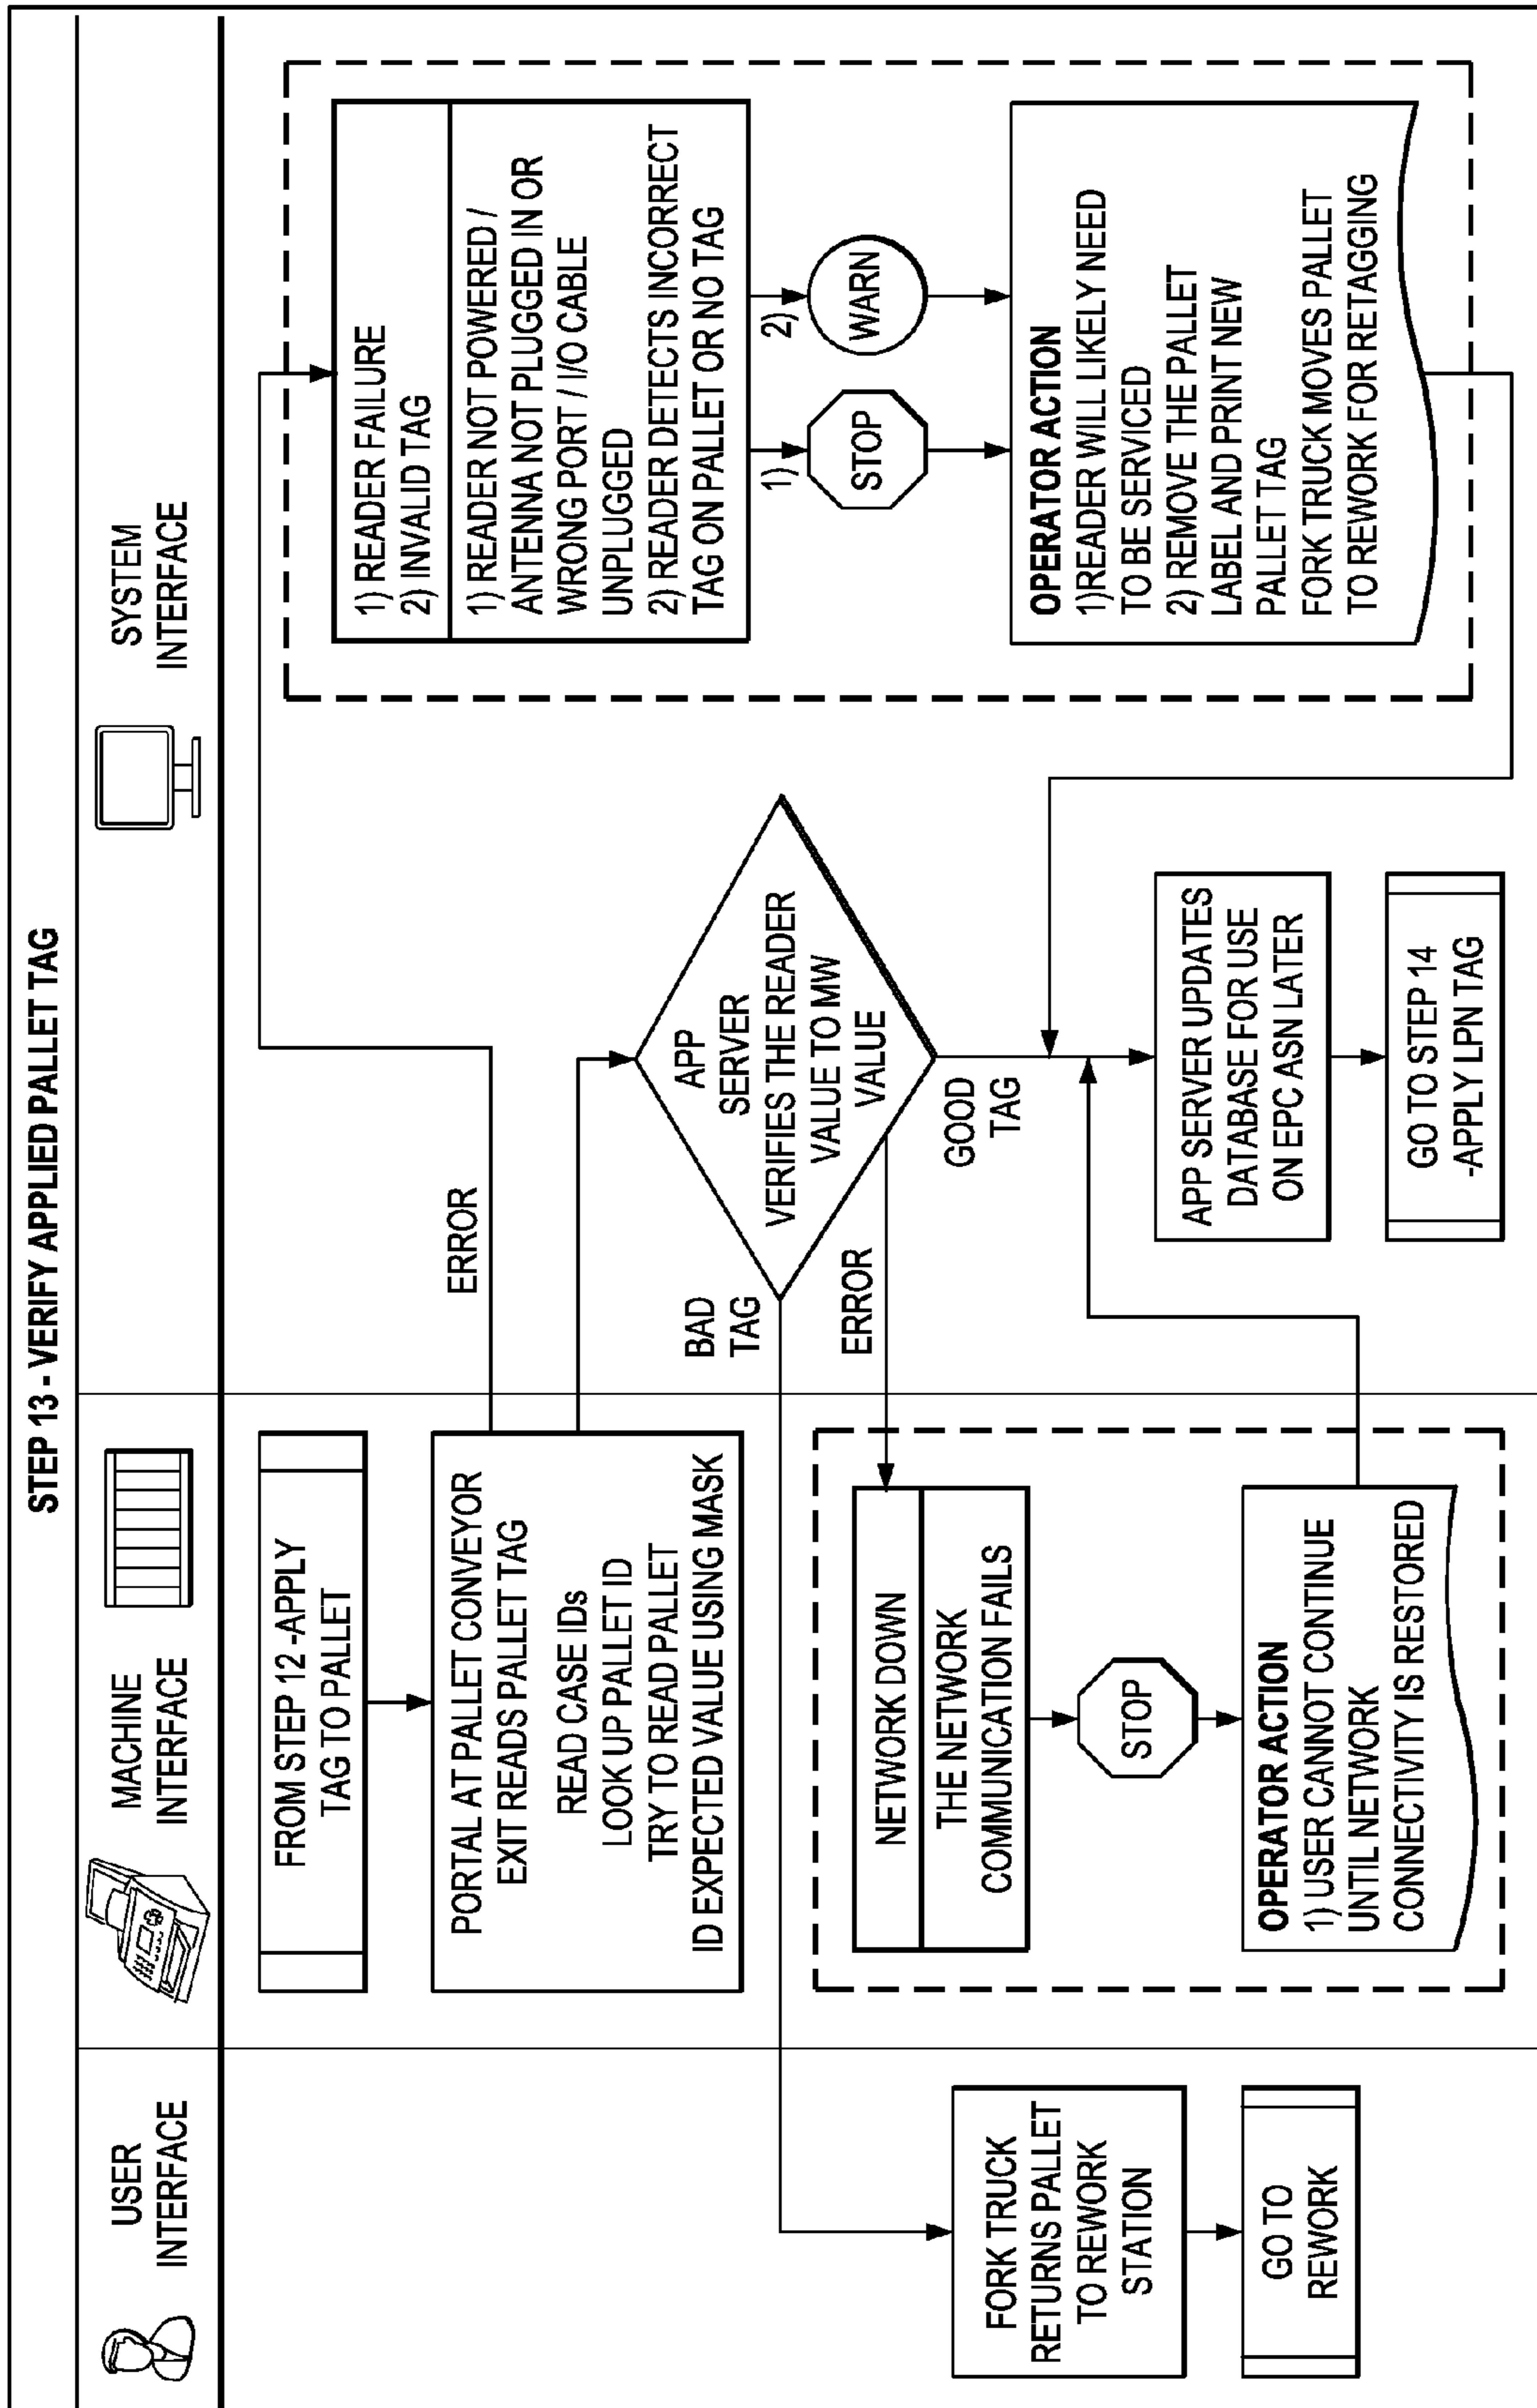 STEP 13 - VERIFY APPLIED PALLET TAG
USER
INTERFACE
MACHINE
INTERFACE
SYSTEM
INTERFACE
FROM STEP 12 -APPLY
TAG TO PALLET
PORTAL AT PALLET CONVEYOR
EXIT READS PALLET TAG
READ CASE IDs
LOOK UP PALLET ID
TRY TO READ PALLET
ID EXPECTED VALUE USING MASK
ERROR
1) READER FAILURE
2) INVALID TAG
1) READER NOT POWERED /
ANTENNA NOT PLUGGED IN OR
WRONG PORT / I/O CABLE
UNPLUGGED
2) READER DETECTS INCORRECT
TAG ON PALLET OR NO TAG
1)
STOP
2)
WARN
OPERATOR ACTION
1)READER WILL LIKELY NEED
TO BE SERVICED
2) REMOVE THE PALLET
LABEL AND PRINT NEW
PALLET TAG
FORK TRUCK MOVES PALLET
TO REWORK FOR RETAGGING
APP
SERVER
VERIFIES THE READER
VALUE TO MW
VALUE
BAD
TAG
ERROR
GOOD
TAG
NETWORK DOWN
THE NETWORK
COMMUNICATION FAILS
STOP
OPERATOR ACTION
1) USER CANNOT CONTINUE
UNTIL NETWORK
CONNECTIVITY IS RESTORED
FORK TRUCK
RETURNS PALLET
TO REWORK
STATION
GO TO
REWORK
APP SERVER UPDATES
DATABASE FOR USE
ON EPC ASN LATER
GO TO STEP 14
-APPLY LPN TAG